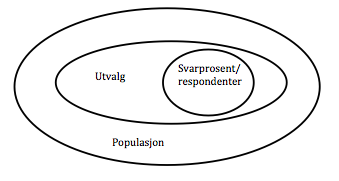 Utvalg
Svarprosent/
respondenter
Populasjon